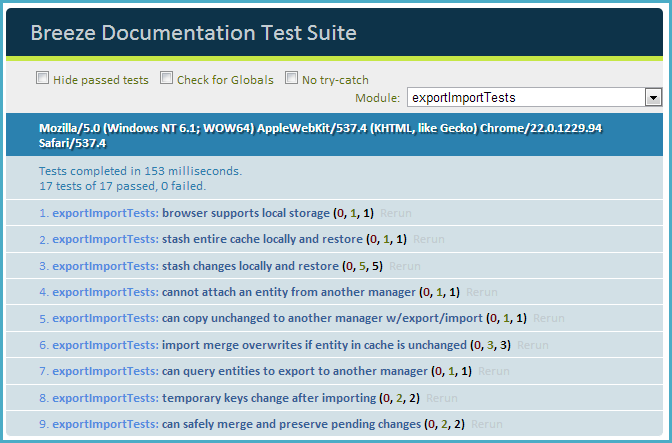 Breeze Documentation Test Suite
Hide passed tests Check for Globals No try-catch
Module: exportImportTests
Mozilla/5.0 (Windows NT 6.1; WOW64) AppleWebKit/537.4 (KHTML, like Gecko) Chrome/22.0.1229.94
Safari/537.4
Tests completed in 153 milliseconds.
17 tests of 17 passed, 0 failed.
1. exportImportTests: browser supports local storage (0, 1, 1) Rerun
2. exportImportTests: stash entire cache locally and restore (0, 1, 1) Rerun
3. exportImportTests: stash changes locally and restore (0, 5, 5) Rerun
4. exportImportTests: cannot attach an entity from another manager (0, 1, 1) Rerun
5. exportImportTests: can copy unchanged to another manager w/export/import (0, 1, 1) Rerun
6. exportImportTests: import merge overwrites if entity in cache is unchanged (0, 3, 3) Rerun
7. exportImportTests: can query entities to export to another manager (0, 1, 1) Rerun
8. exportImportTests: temporary keys change after importing (0, 2, 2) Rerun
9. exportImportTests: can safely merge and preserve pending changes (0, 2, 2) Rerun